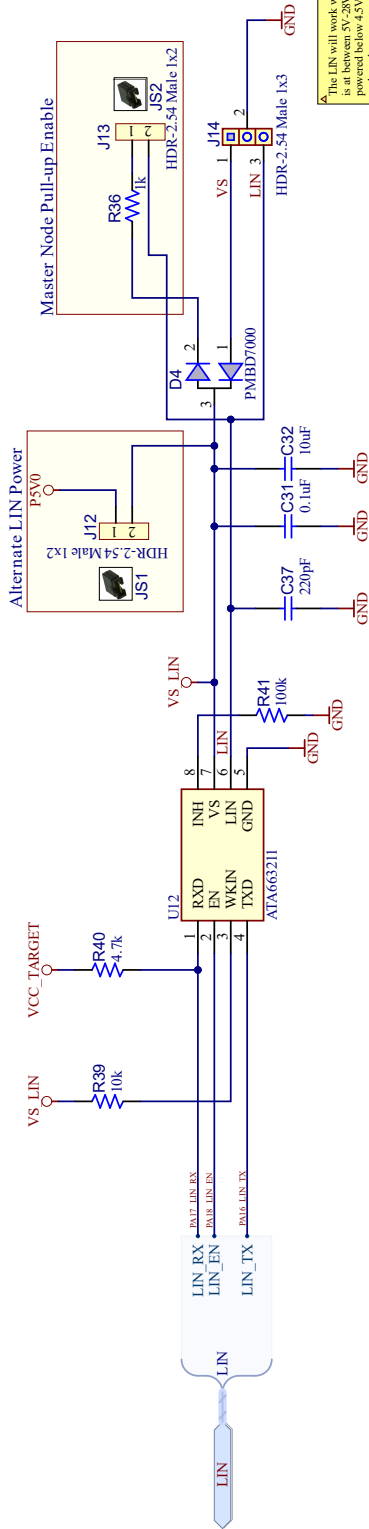 LIN
LIN
LIN_RX
LIN_EN
LIN_TX
PA17_LIN_RX
PA18_LIN_EN
PA16_LIN_TX
VS_LIN
R39
10k
VCC_TARGET
R40
4.7k
U12
1
2
3
4
RXD
EN
WKIN
TXD
INH
VS
LIN
GND
8
7
6
5
ATA663211
LIN
VS_LIN
R41
100k
GND
GND
C37
220pF
GND
C31
0.1uF
GND
C32
10uF
GND
Alternate LIN Power
P5V0
J12
1
2
HDR-2.54 Male 1x2
JS1
D4
3
2
1
PMBD7000
Master Node Pull-up Enable
R36
1k
J13
2
1
HDR-2.54 Male 1x2
JS2
VS
1
LIN
3
J14
2
HDR-2.54 Male 1x3
GND
The LIN will work w
is at between 5V-28V
powered below 4.5V